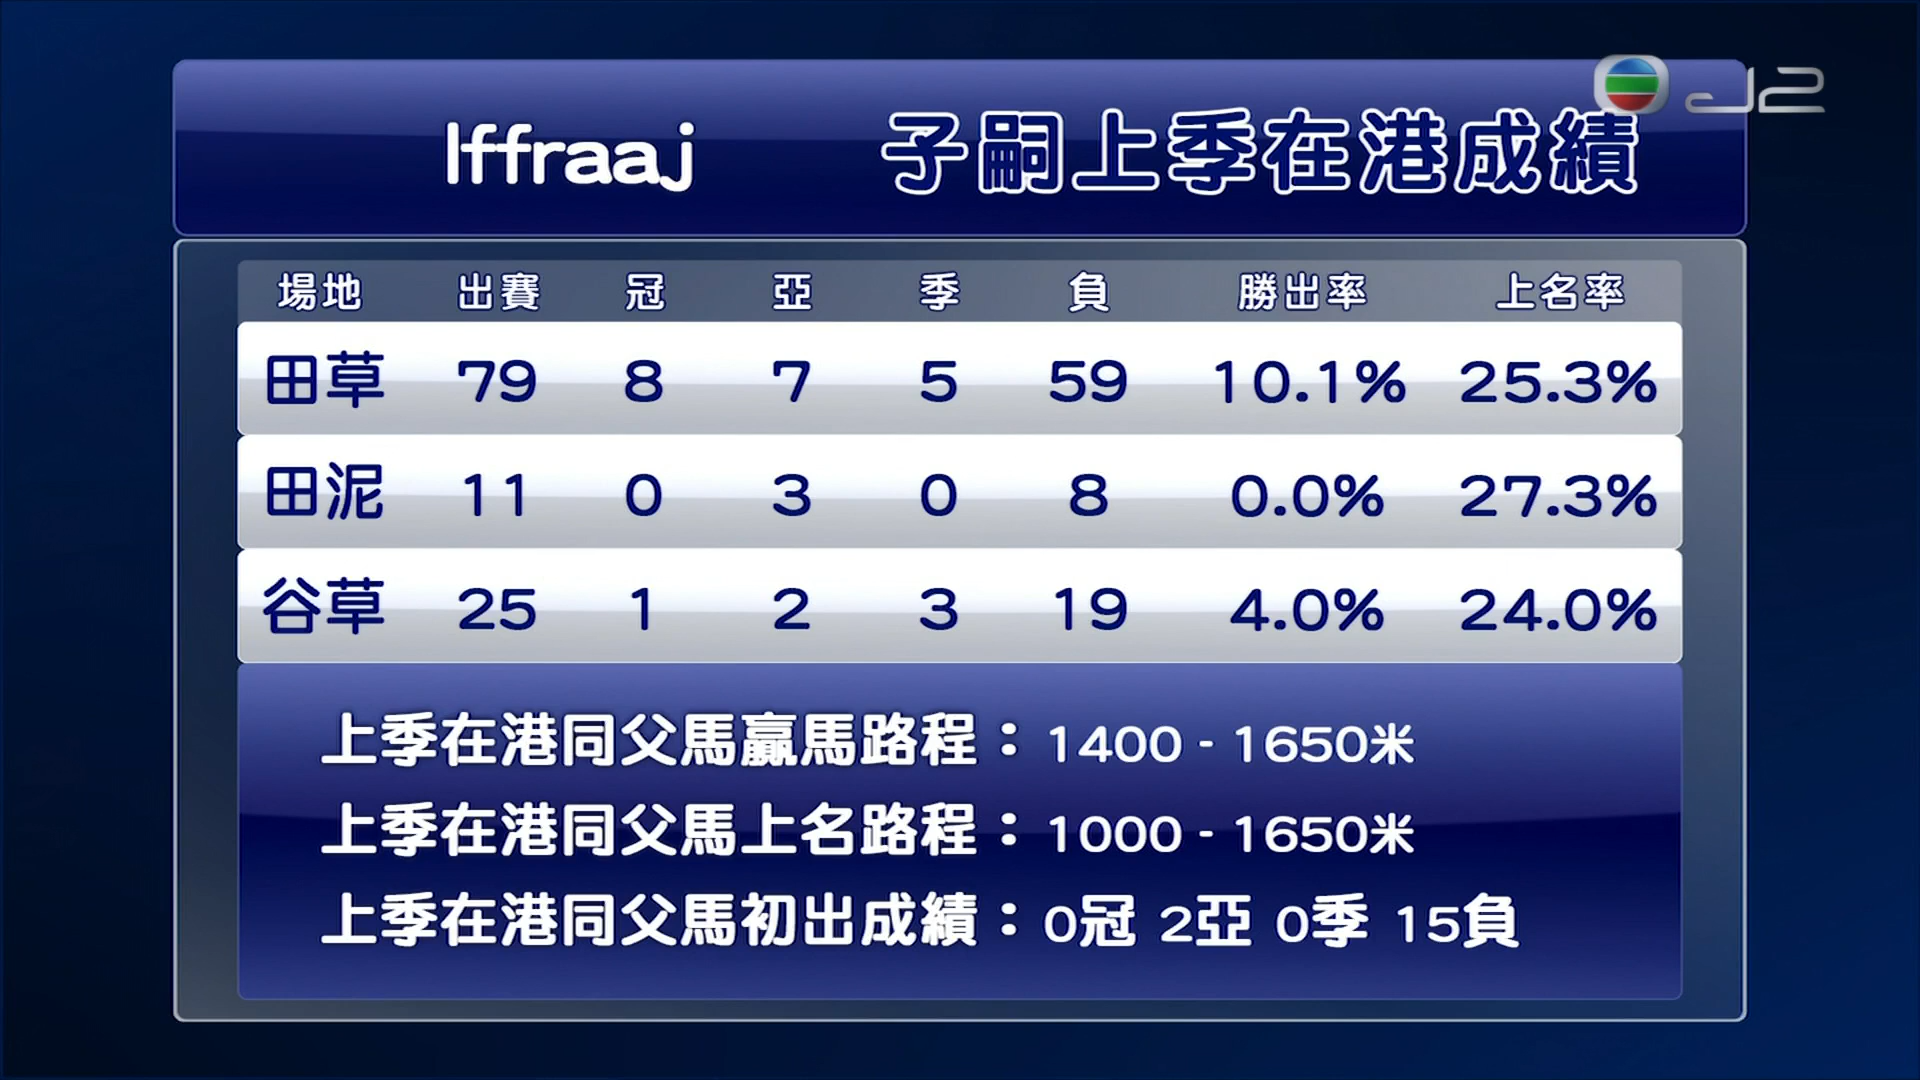 J2
Iffraaj 子嗣上季在港成績
場地 出賽 冠 亞 季 負 勝出率 上名率
田草 79 8 7 5 59 10.1% 25.3%
田泥 11 0 3 0 8 0.0% 27.3%
谷草 25 1 2 3 19 4.0% 24.0%
上季在港同父馬贏馬路程：1400 - 1650米
上季在港同父馬上名路程：1000 - 1650米
上季在港同父馬初出成績：0冠 2亞 0季 15負